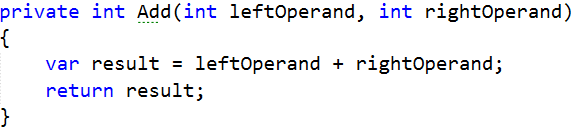 private int Add(int leftOperand, int rightOperand)
{
    var result = leftOperand + rightOperand;
    return result;
}